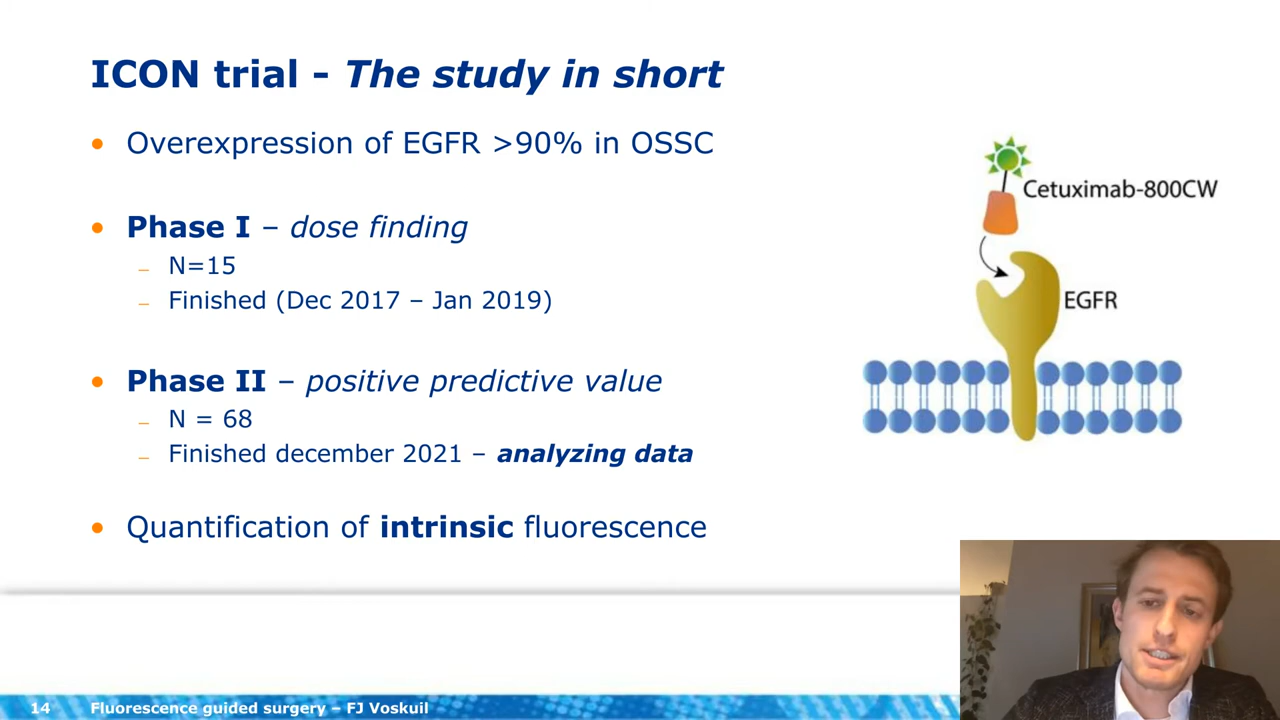 ICON trial - The study in short
• Overexpression of EGFR >90% in OSSC
• Phase I – dose finding
– N=15
– Finished (Dec 2017 – Jan 2019)
• Phase II – positive predictive value
– N = 68
– Finished december 2021 – analyzing data
• Quantification of intrinsic fluorescence
Cetuximab-800CW
EGFR
14 Fluorescence guided surgery – FJ Voskuil